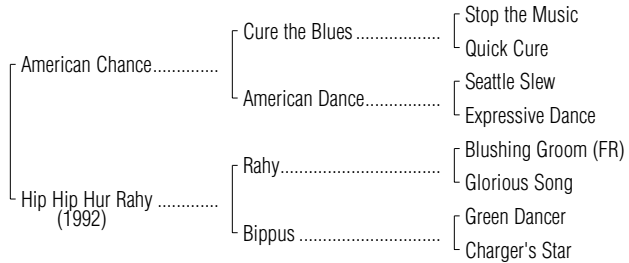 Stop the Music
Cure the Blues ..................
Quick Cure
American Chance..............
Seattle Slew
American Dance................
Expressive Dance
Blushing Groom (FR)
Rahy..................................
Glorious Song
Hip Hip Hur Rahy .............
(1992)
Green Dancer
Bippus ..............................
Charger's Star